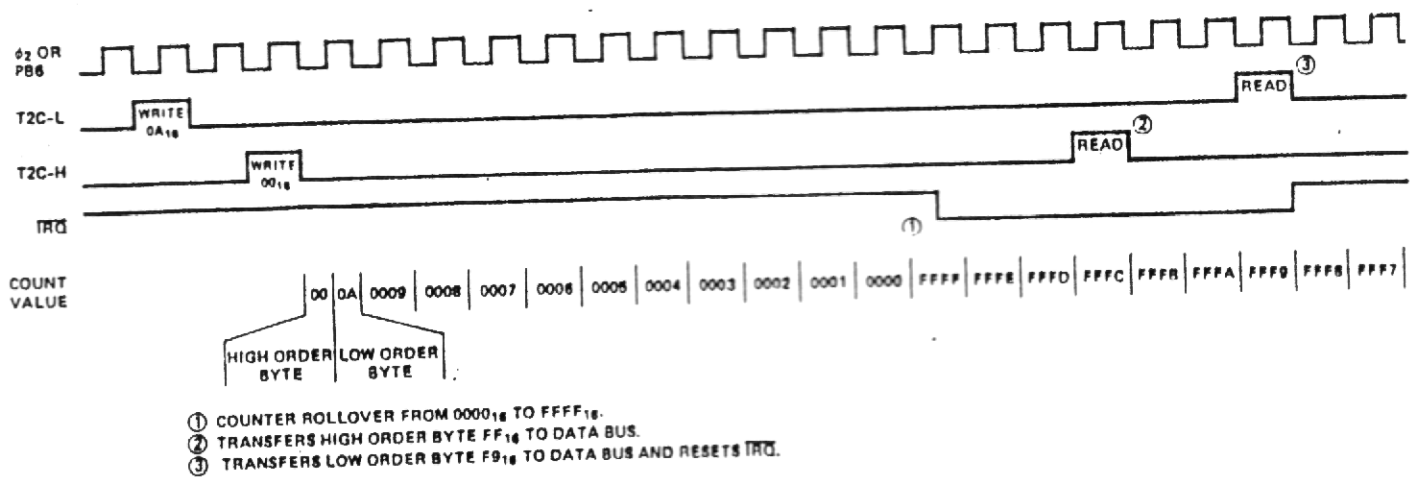 ϕ₂ OR
PB6
③
READ
T2C-L
WRITE
0A₁₆
②
READ
T2C-H
WRITE
00₁₆
IRQ
①
COUNT
VALUE
00 0A 0009 0008 0007 0006 0005 0004 0003 0002 0001 0000 FFFF FFFE FFFD FFFC FFFB FFFA FFF9 FFF8 FFF7
HIGH ORDER BYTE
LOW ORDER BYTE
① COUNTER ROLLOVER FROM 0000₁₆ TO FFFF₁₆.
② TRANSFERS HIGH ORDER BYTE FF₁₆ TO DATA BUS.
③ TRANSFERS LOW ORDER BYTE F9₁₆ TO DATA BUS AND RESETS IRQ.